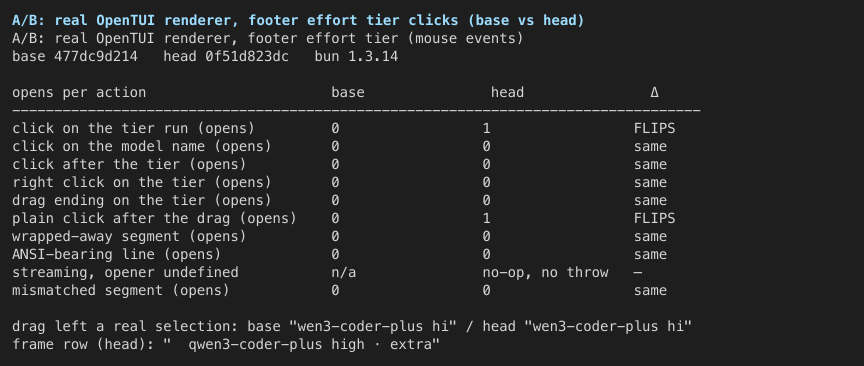 A/B: real OpenTUI renderer, footer effort tier clicks (base vs head)
A/B: real OpenTUI renderer, footer effort tier (mouse events)
base 477dc9d214   head 0f51d823dc   bun 1.3.14
opens per action   base   head   Δ
click on the tier run (opens)   0   1   FLIPS
click on the model name (opens)   0   0   same
click after the tier (opens)   0   0   same
right click on the tier (opens)   0   0   same
drag ending on the tier (opens)   0   0   same
plain click after the drag (opens)   0   1   FLIPS
wrapped-away segment (opens)   0   0   same
ANSI-bearing line (opens)   0   0   same
streaming, opener undefined   n/a   no-op, no throw   —
mismatched segment (opens)   0   0   same
drag left a real selection: base "wen3-coder-plus hi" / head "wen3-coder-plus hi"
frame row (head): "  qwen3-coder-plus high · extra"